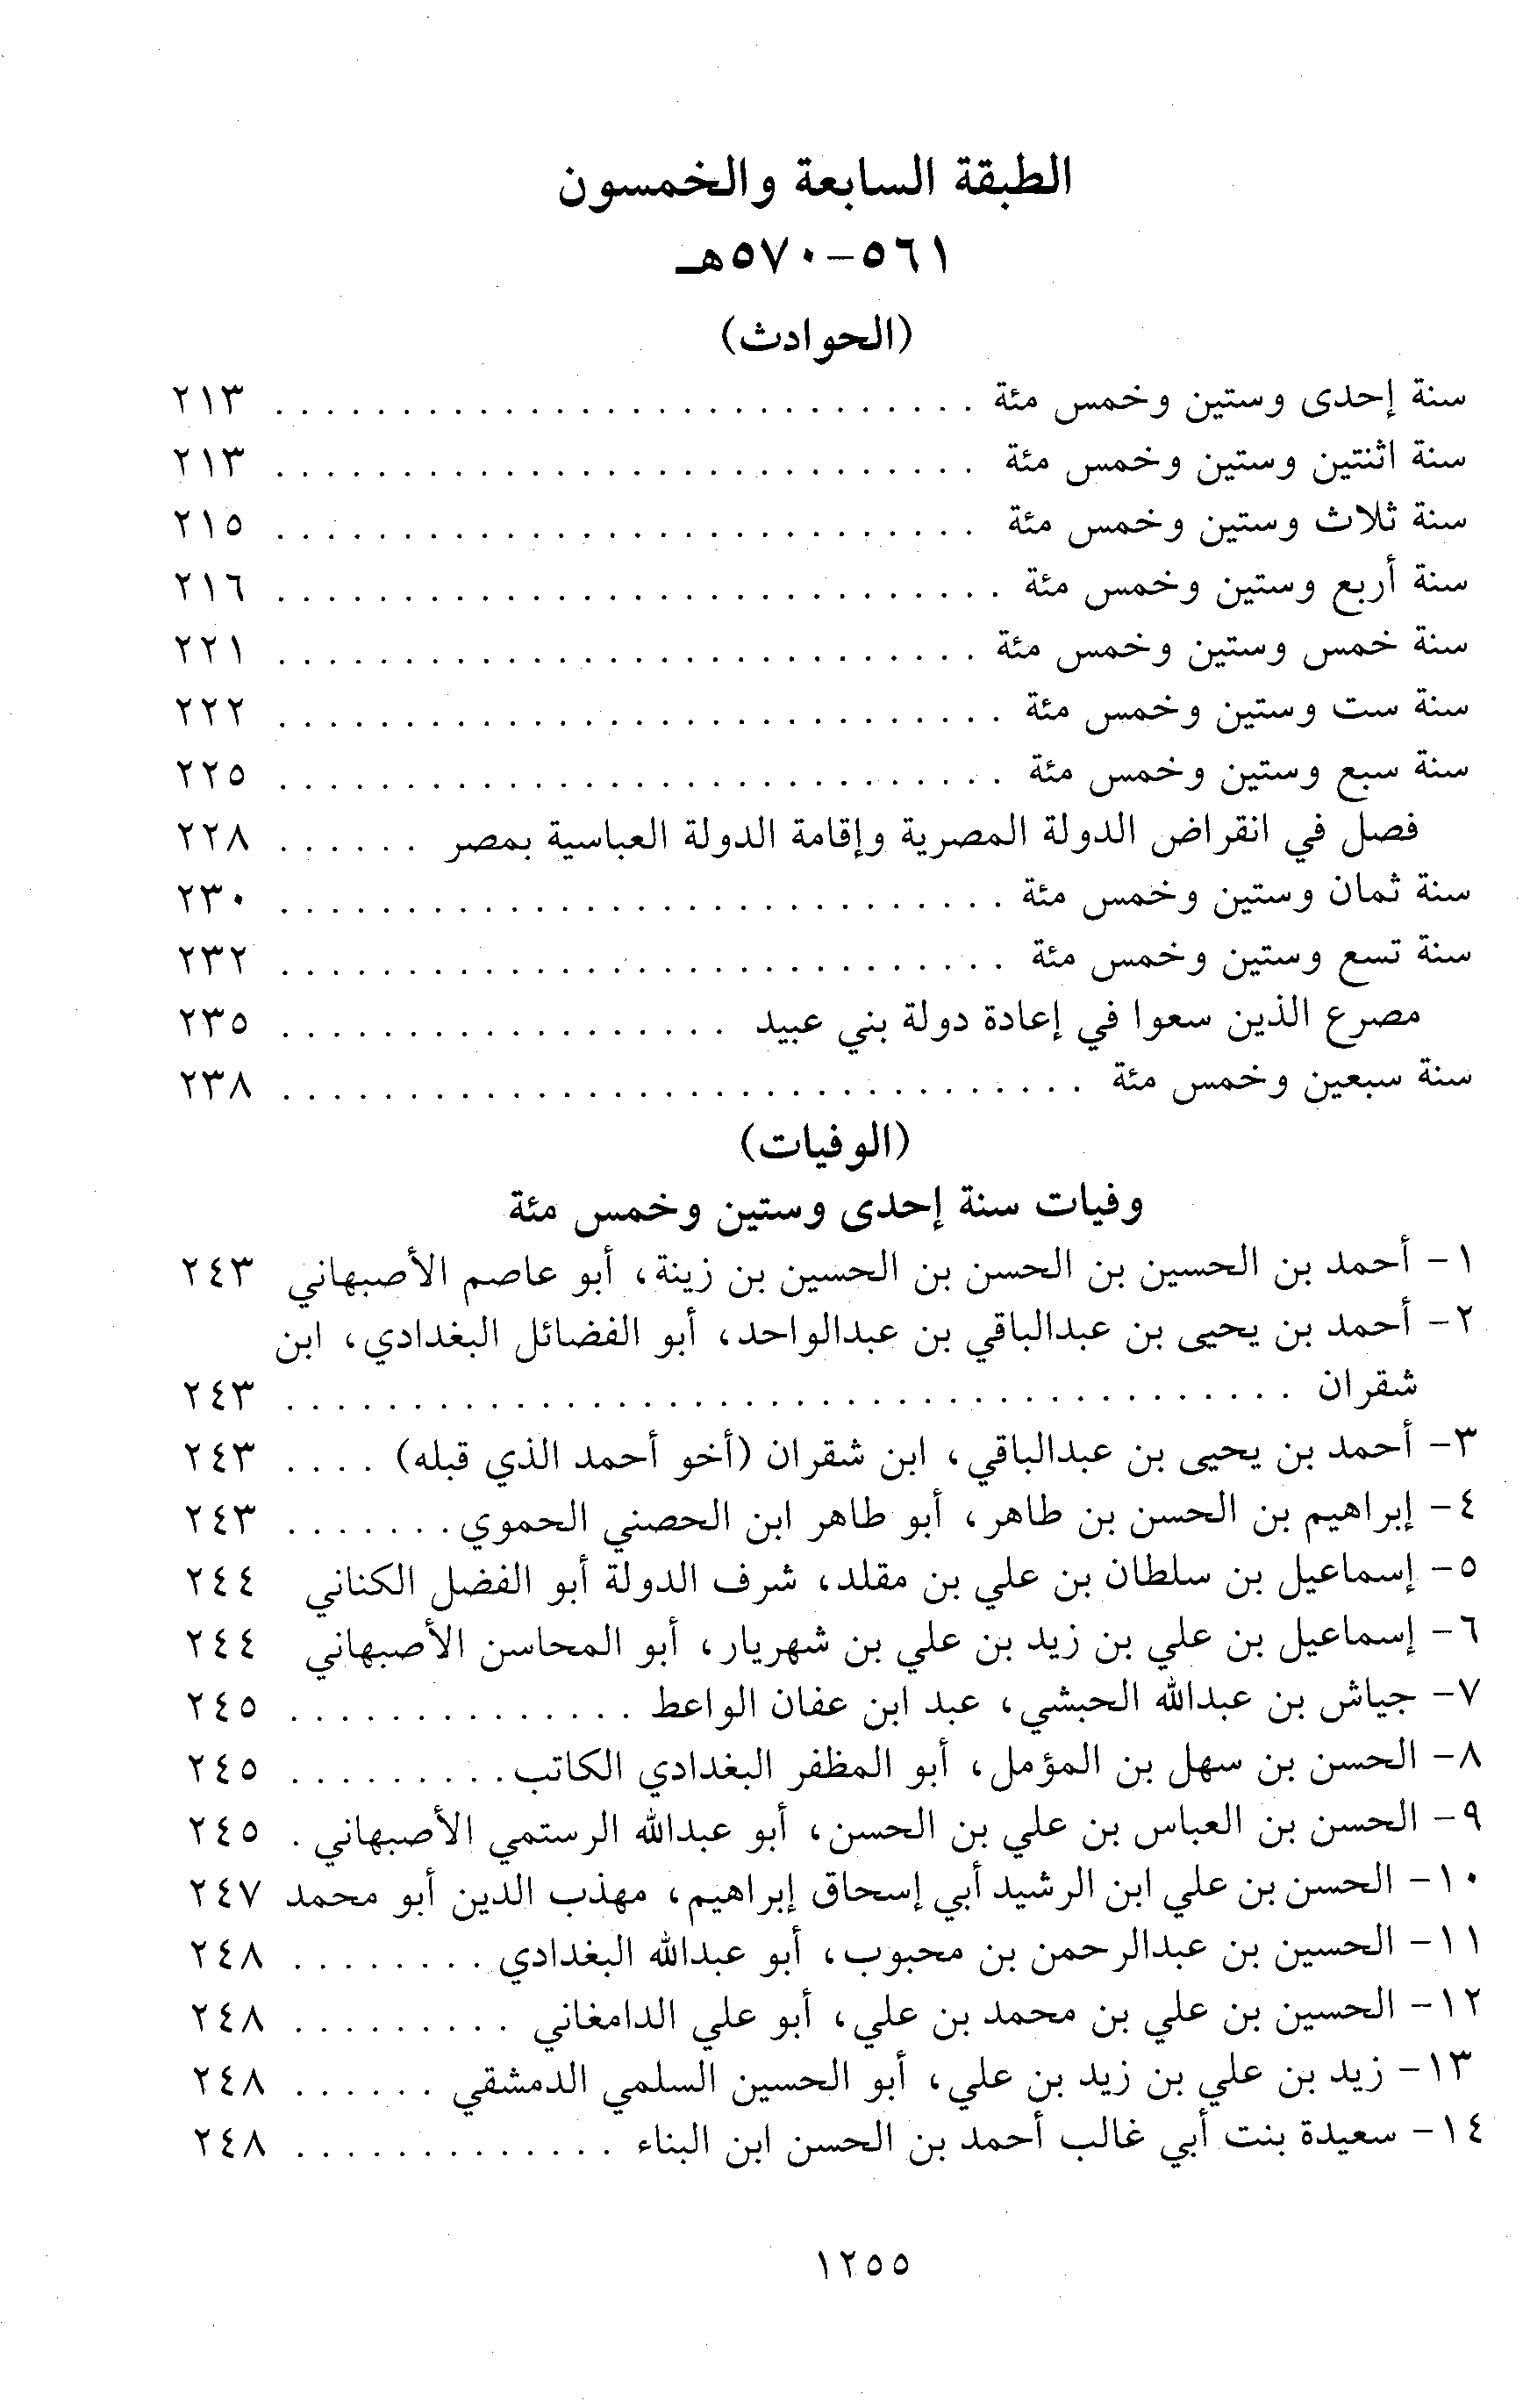 الطبقة السابعة والخمسون
٥٦١-٥٧٠هـ
(الحوادث)
سنة إحدى وستين وخمس مئة . . . . . . . . . . . . . . . . . . . . . . . . . . . . ٢١٣
سنة اثنتين وستين وخمس مئة . . . . . . . . . . . . . . . . . . . . . . . . . . . . ٢١٣
سنة ثلاث وستين وخمس مئة . . . . . . . . . . . . . . . . . . . . . . . . . . . . ٢١٥
سنة أربع وستين وخمس مئة . . . . . . . . . . . . . . . . . . . . . . . . . . . . . ٢١٦
سنة خمس وستين وخمس مئة . . . . . . . . . . . . . . . . . . . . . . . . . . . . ٢٢١
سنة ست وستين وخمس مئة . . . . . . . . . . . . . . . . . . . . . . . . . . . . . ٢٢٢
سنة سبع وستين وخمس مئة . . . . . . . . . . . . . . . . . . . . . . . . . . . . . ٢٢٥
فصل في انقراض الدولة المصرية وإقامة الدولة العباسية بمصر . . . . . . ٢٢٨
سنة ثمان وستين وخمس مئة . . . . . . . . . . . . . . . . . . . . . . . . . . . . . ٢٣٠
سنة تسع وستين وخمس مئة . . . . . . . . . . . . . . . . . . . . . . . . . . . . . ٢٣٢
مصرع الذين سعوا في إعادة دولة بني عبيد . . . . . . . . . . . . . . . . . . ٢٣٥
سنة سبعين وخمس مئة . . . . . . . . . . . . . . . . . . . . . . . . . . . . . . . . ٢٣٨
(الوفيات)
وفيات سنة إحدى وستين وخمس مئة
١- أحمد بن الحسين بن الحسن بن الحسين بن زينة، أبو عاصم الأصبهاني ٢٤٣
٢- أحمد بن يحيى بن عبدالباقي بن عبدالواحد، أبو الفضائل البغدادي، ابن
شقران . . . . . . . . . . . . . . . . . . . . . . . . . . . . . . . . . . . . . . . . ٢٤٣
٣- أحمد بن يحيى بن عبدالباقي، ابن شقران (أخو أحمد الذي قبله) . . . . ٢٤٣
٤- إبراهيم بن الحسن بن طاهر، أبو طاهر ابن الحصني الحموي . . . . . . . ٢٤٣
٥- إسماعيل بن سلطان بن علي بن مقلد، شرف الدولة أبو الفضل الكناني ٢٤٤
٦- إسماعيل بن علي بن زيد بن علي بن شهريار، أبو المحاسن الأصبهاني ٢٤٤
٧- جياش بن عبدالله الحبشي، عبد ابن عفان الواعظ . . . . . . . . . . . . . . ٢٤٥
٨- الحسن بن سهل بن المؤمل، أبو المظفر البغدادي الكاتب . . . . . . . . . ٢٤٥
٩- الحسن بن العباس بن علي بن الحسن، أبو عبدالله الرستمي الأصبهاني . ٢٤٥
١٠- الحسن بن علي ابن الرشيد أبي إسحاق إبراهيم، مهذب الدين أبو محمد ٢٤٧
١١- الحسين بن عبدالرحمن بن محبوب، أبو عبدالله البغدادي . . . . . . . . ٢٤٨
١٢- الحسين بن علي بن محمد بن علي، أبو علي الدامغاني . . . . . . . . . ٢٤٨
١٣- زيد بن علي بن زيد بن علي، أبو الحسين السلمي الدمشقي . . . . . . ٢٤٨
١٤- سعيدة بنت أبي غالب أحمد بن الحسن ابن البناء . . . . . . . . . . . . . ٢٤٨
١٢٥٥